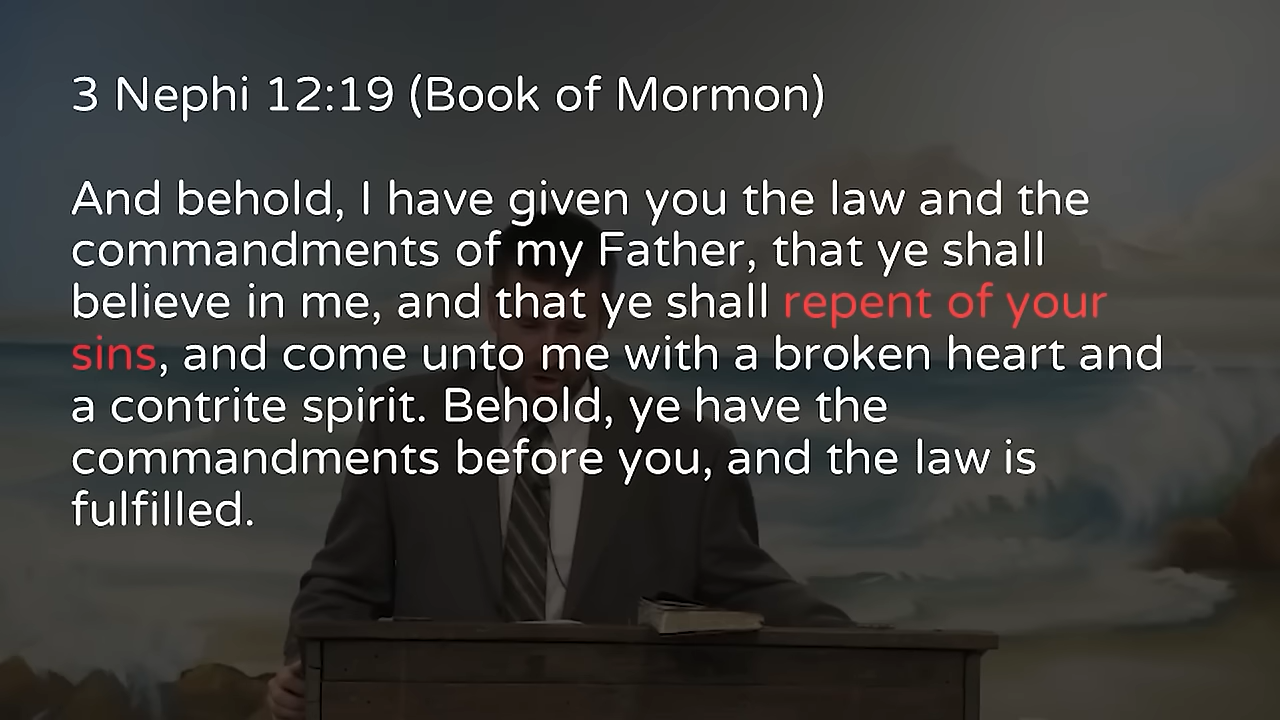 3 Nephi 12:19 (Book of Mormon)
And behold, I have given you the law and the
commandments of my Father, that ye shall
believe in me, and that ye shall repent of your
sins, and come unto me with a broken heart and
a contrite spirit. Behold, ye have the
commandments before you, and the law is
fulfilled.